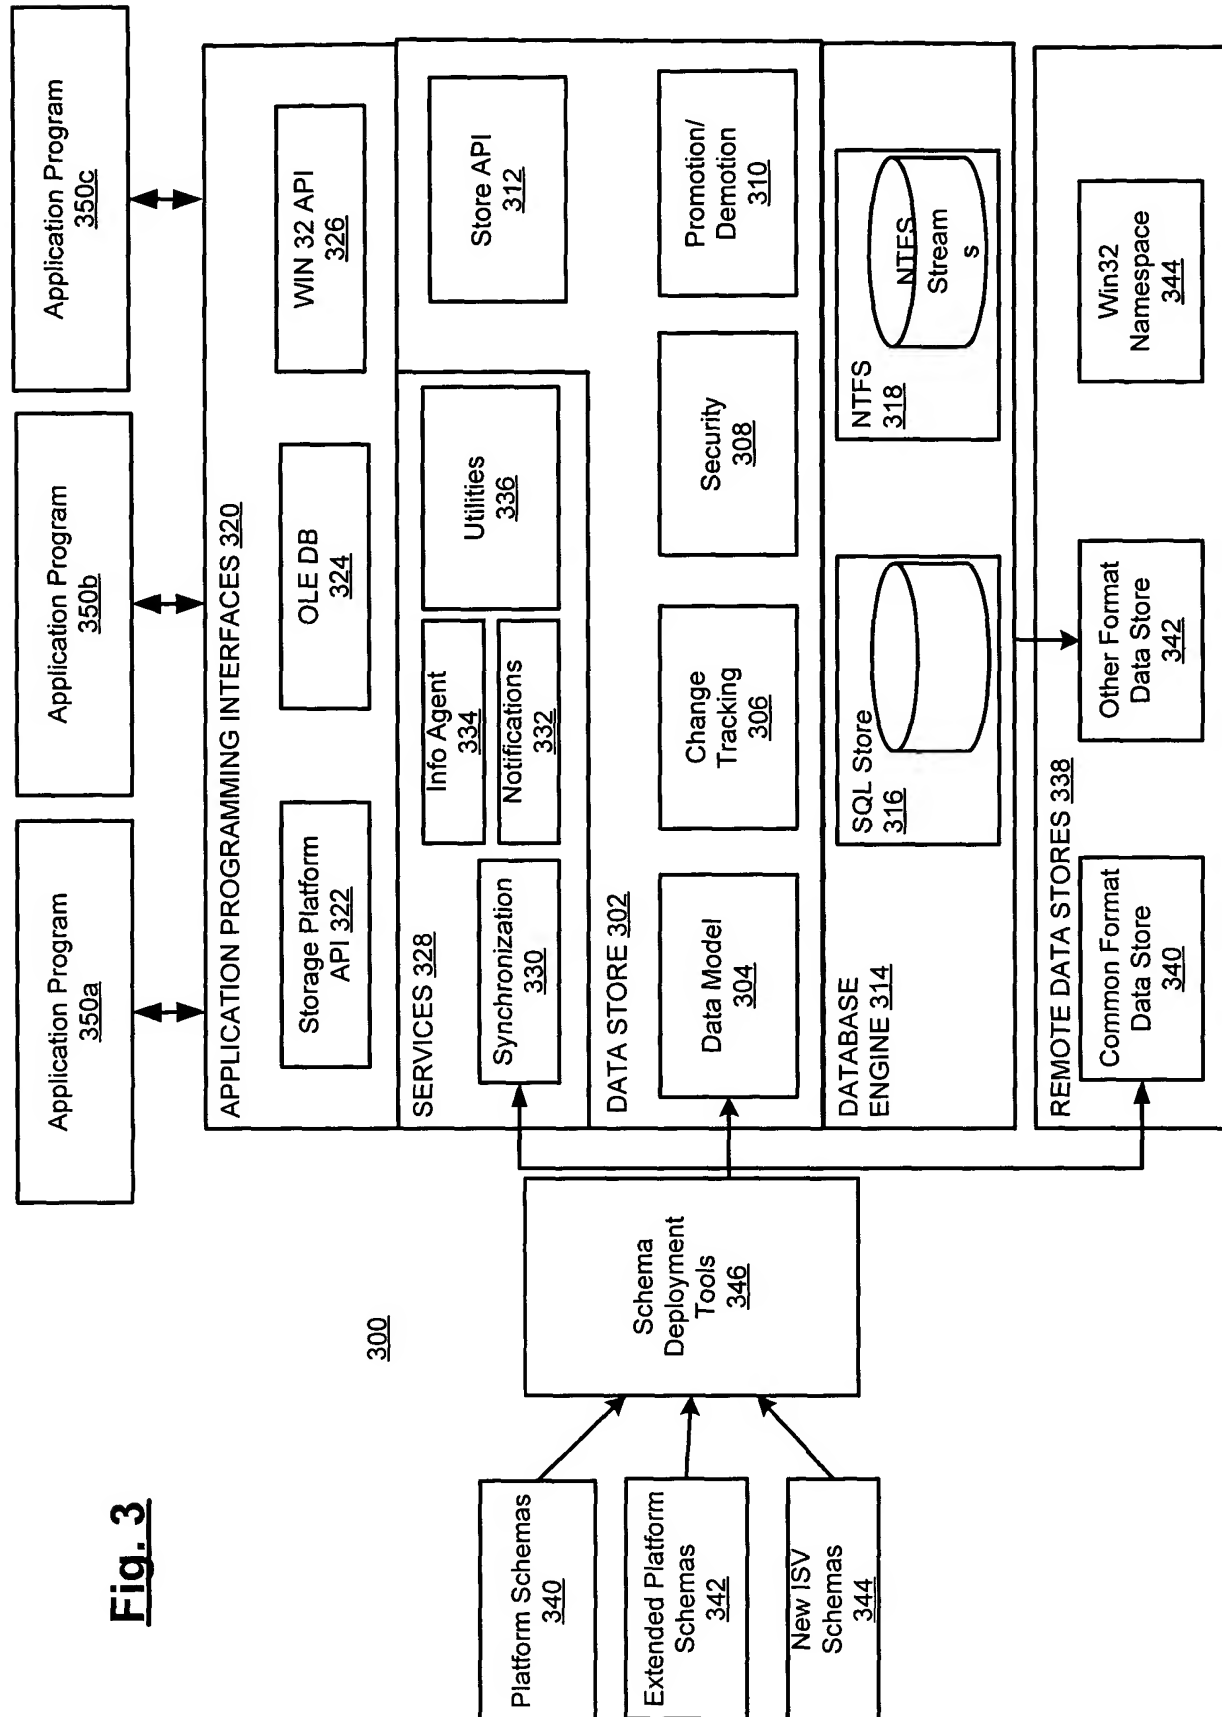 Application Program
350a
Application Program
350b
Application Program
350c
APPLICATION PROGRAMMING INTERFACES 320
Storage Platform
API 322
OLE DB
324
WIN 32 API
326
SERVICES 328
Synchronization
330
Info Agent
334
Notifications
332
Utilities
336
Store API
312
DATA STORE 302
Data Model
304
Change
Tracking
306
Security
308
Promotion/
Demotion
310
DATABASE
ENGINE 314
SQL Store
316
NTFS
318
NTFS
Stream
s
REMOTE DATA STORES 338
Common Format
Data Store
340
Other Format
Data Store
342
Win32
Namespace
344
300
Schema
Deployment
Tools
346
Platform Schemas
340
Extended Platform
Schemas
342
New ISV
Schemas
344
Fig. 3